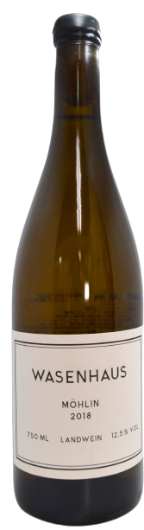 WASENHAUS
MÖHLIN
2018
750 ML LANDWEIN 12,5% VOL